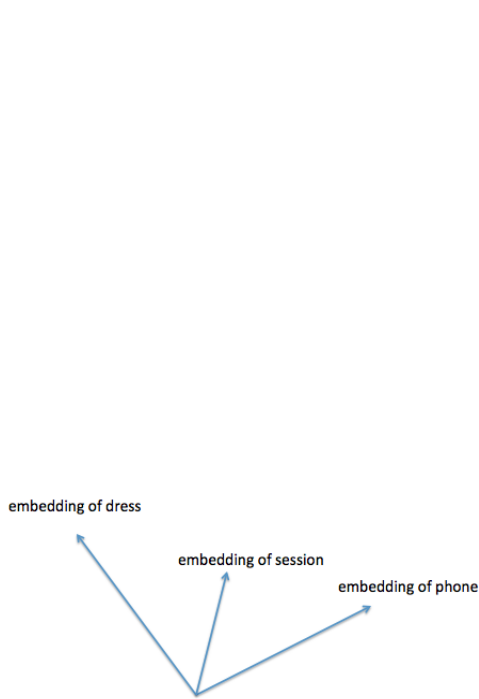 embedding of dress
embedding of session
embedding of phone